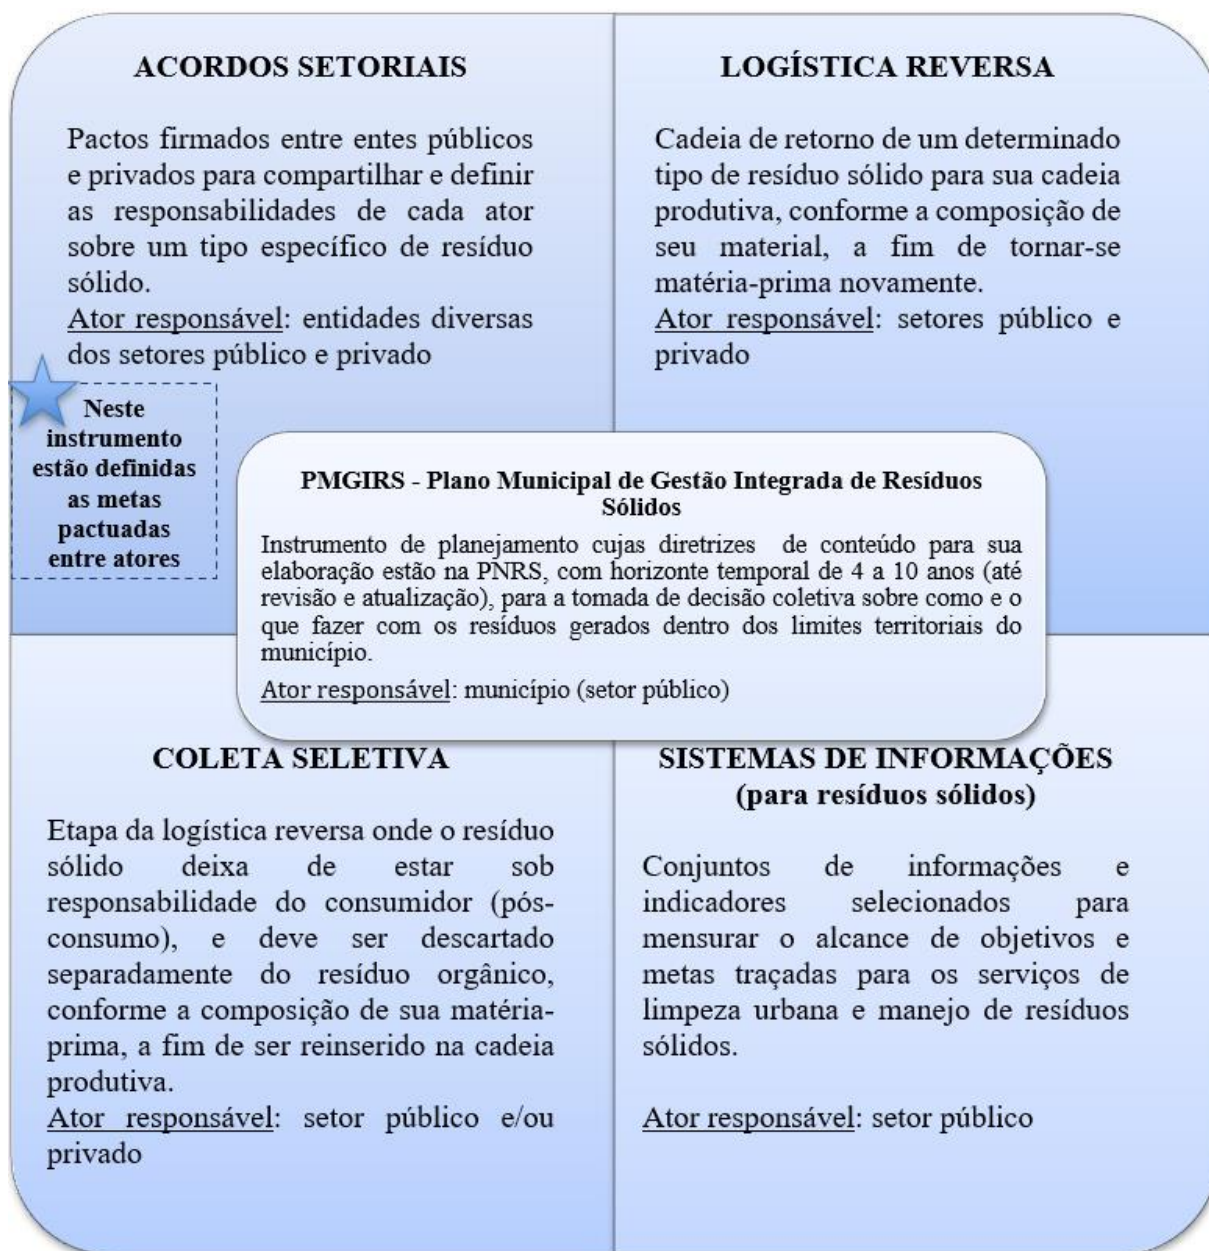 ACORDOS SETORIAIS
Pactos firmados entre entes públicos
e privados para compartilhar e definir
as responsabilidades de cada ator
sobre um tipo específico de resíduo
sólido.
Ator responsável: entidades diversas
dos setores público e privado
Neste
instrumento
estão definidas
as metas
pactuadas
entre atores
LOGÍSTICA REVERSA
Cadeia de retorno de um determinado
tipo de resíduo sólido para sua cadeia
produtiva, conforme a composição de
seu material, a fim de tornar-se
matéria-prima novamente.
Ator responsável: setores público e
privado
PMGIRS - Plano Municipal de Gestão Integrada de Resíduos
Sólidos
Instrumento de planejamento cujas diretrizes de conteúdo para sua
elaboração estão na PNRS, com horizonte temporal de 4 a 10 anos (até
revisão e atualização), para a tomada de decisão coletiva sobre como e o
que fazer com os resíduos gerados dentro dos limites territoriais do
município.
Ator responsável: município (setor público)
COLETA SELETIVA
Etapa da logística reversa onde o resíduo
sólido deixa de estar sob
responsabilidade do consumidor (pós-
consumo), e deve ser descartado
separadamente do resíduo orgânico,
conforme a composição de sua matéria-
prima, a fim de ser reinserido na cadeia
produtiva.
Ator responsável: setor público e/ou
privado
SISTEMAS DE INFORMAÇÕES
(para resíduos sólidos)
Conjuntos de informações e
indicadores selecionados para
mensurar o alcance de objetivos e
metas traçadas para os serviços de
limpeza urbana e manejo de resíduos
sólidos.
Ator responsável: setor público